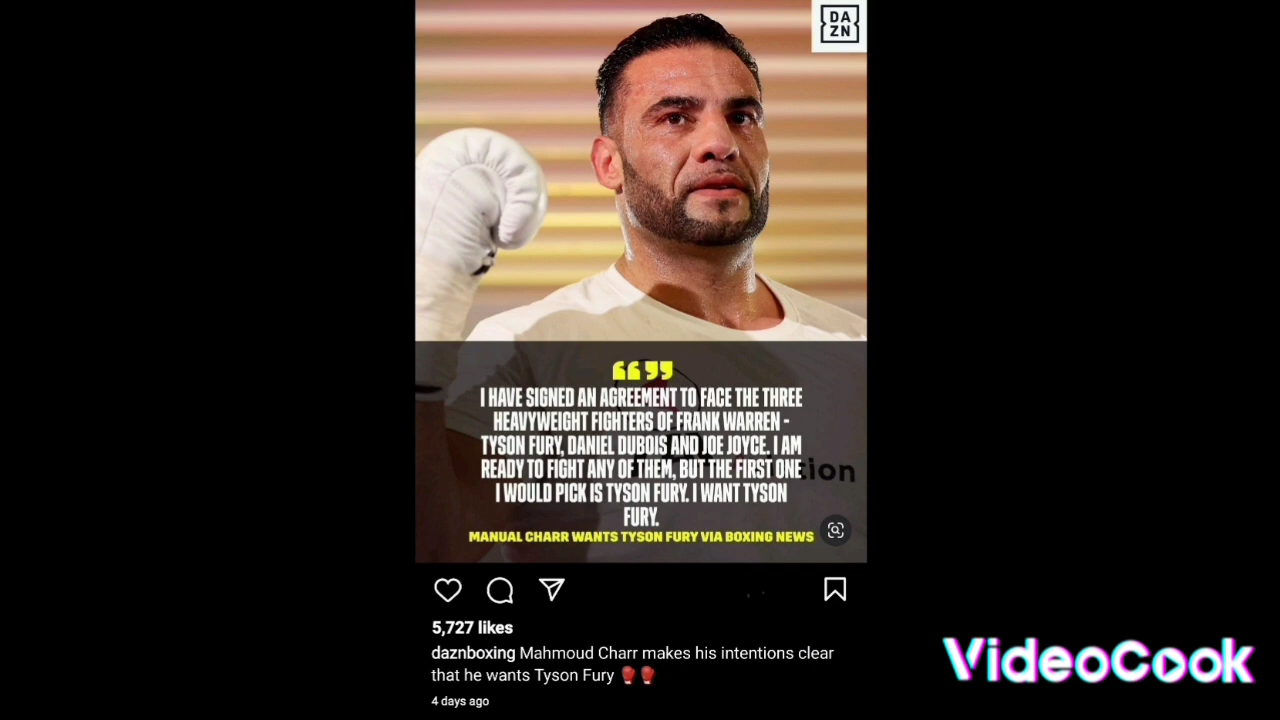 DA
ZN
I HAVE SIGNED AN AGREEMENT TO FACE THE THREE
HEAVYWEIGHT FIGHTERS OF FRANK WARREN -
TYSON FURY, DANIEL DUBOIS AND JOE JOYCE. I AM
READY TO FIGHT ANY OF THEM, BUT THE FIRST ONE
I WOULD PICK IS TYSON FURY. I WANT TYSON
FURY.
MANUAL CHARR WANTS TYSON FURY VIA BOXING NEWS
5,727 likes
daznboxing Mahmoud Charr makes his intentions clear
that he wants Tyson Fury 🥊🥊
4 days ago
VideoCook